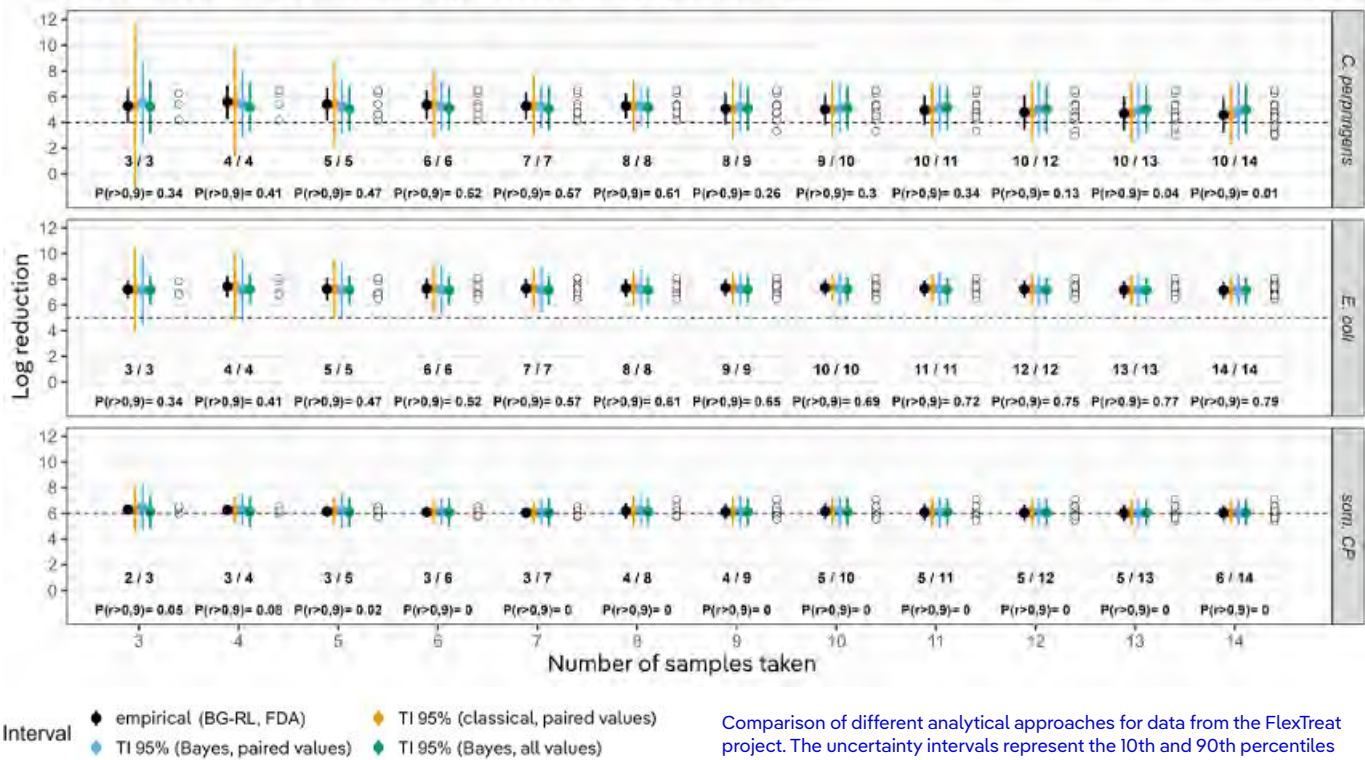 12
10
8
6
4
2
0
3 / 3 4 / 4 5 / 5 6 / 6 7 / 7 8 / 8 8 / 9 9 / 10 10 / 11 10 / 12 10 / 13 10 / 14
P(r>0,9)= 0.34 P(r>0,9)= 0.41 P(r>0,9)= 0.47 P(r>0,9)= 0.52 P(r>0,9)= 0.57 P(r>0,9)= 0.61 P(r>0,9)= 0.26 P(r>0,9)= 0.3 P(r>0,9)= 0.34 P(r>0,9)= 0.13 P(r>0,9)= 0.04 P(r>0,9)= 0.01
C. perfringens
12
10
8
6
4
2
0
3 / 3 4 / 4 5 / 5 6 / 6 7 / 7 8 / 8 9 / 9 10 / 10 11 / 11 12 / 12 13 / 13 14 / 14
P(r>0,9)= 0.34 P(r>0,9)= 0.41 P(r>0,9)= 0.47 P(r>0,9)= 0.52 P(r>0,9)= 0.57 P(r>0,9)= 0.61 P(r>0,9)= 0.65 P(r>0,9)= 0.69 P(r>0,9)= 0.72 P(r>0,9)= 0.75 P(r>0,9)= 0.77 P(r>0,9)= 0.79
E. coli
Log reduction
12
10
8
6
4
2
0
2 / 3 3 / 4 3 / 5 3 / 6 3 / 7 4 / 8 4 / 9 5 / 10 5 / 11 5 / 12 5 / 13 6 / 14
P(r>0,9)= 0.05 P(r>0,9)= 0.08 P(r>0,9)= 0.02 P(r>0,9)= 0 P(r>0,9)= 0 P(r>0,9)= 0 P(r>0,9)= 0 P(r>0,9)= 0 P(r>0,9)= 0 P(r>0,9)= 0 P(r>0,9)= 0 P(r>0,9)= 0
som. CP
3 4 5 6 7 8 9 10 11 12 13 14
Number of samples taken
Interval
empirical (BG-RL, FDA)
TI 95% (classical, paired values)
TI 95% (Bayes, paired values)
TI 95% (Bayes, all values)
Comparison of different analytical approaches for data from the FlexTreat
project. The uncertainty intervals represent the 10th and 90th percentiles